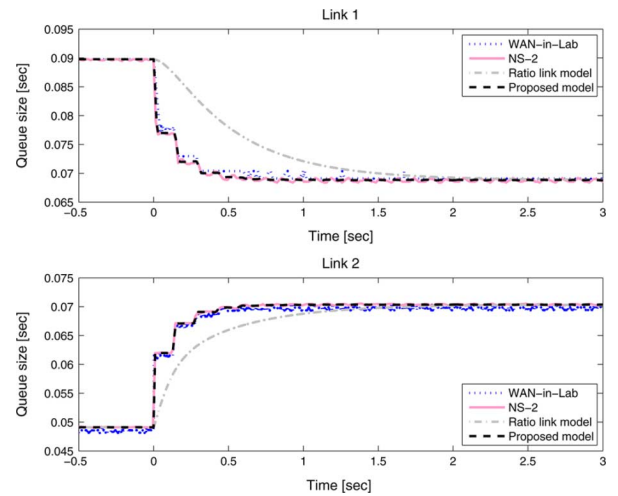 Link 1
0.095
0.09
0.085
0.08
0.075
0.07
0.065
Queue size [sec]
WAN-in-Lab
NS-2
Ratio link model
Proposed model
-0.5 0 0.5 1 1.5 2 2.5 3
Time [sec]
Link 2
0.075
0.07
0.065
0.06
0.055
0.05
0.045
Queue size [sec]
WAN-in-Lab
NS-2
Ratio link model
Proposed model
-0.5 0 0.5 1 1.5 2 2.5 3
Time [sec]